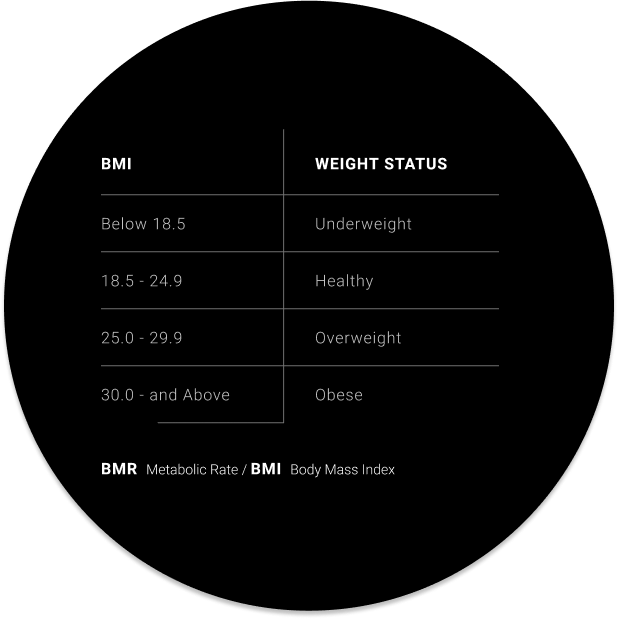 BMI WEIGHT STATUS
Below 18.5 Underweight
18.5 - 24.9 Healthy
25.0 - 29.9 Overweight
30.0 - and Above Obese
BMR Metabolic Rate / BMI Body Mass Index